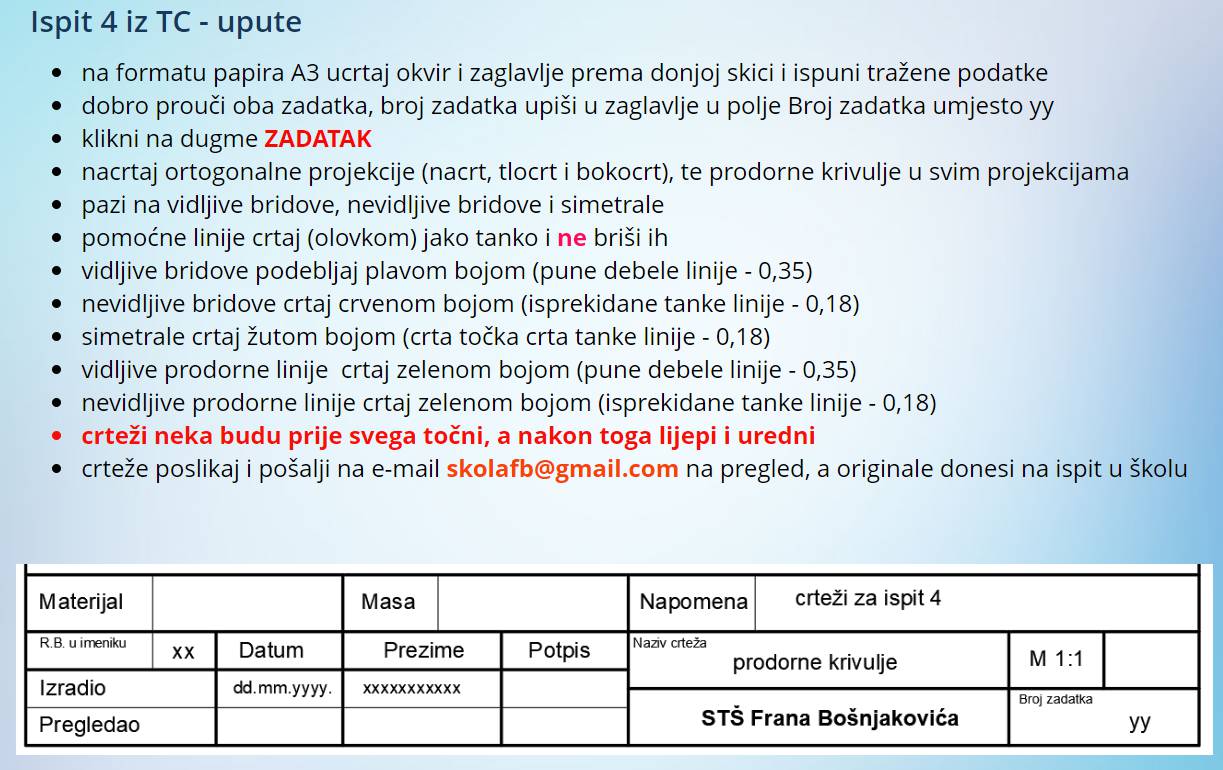 Ispit 4 iz TC - upute
na formatu papira A3 ucrtaj okvir i zaglavlje prema donjoj skici i ispuni tražene podatke
dobro prouči oba zadatka, broj zadatka upiši u zaglavlje u polje Broj zadatka umjesto yy
klikni na dugme ZADATAK
nacrtaj ortogonalne projekcije (nacrt, tlocrt i bokocrt), te prodorne krivulje u svim projekcijama
pazi na vidljive bridove, nevidljive bridove i simetrale
pomoćne linije crtaj (olovkom) jako tanko i ne briši ih
vidljive bridove podebljaj plavom bojom (pune debele linije - 0,35)
nevidljive bridove crtaj crvenom bojom (isprekidane tanke linije - 0,18)
simetrale crtaj žutom bojom (crta točka crta tanke linije - 0,18)
vidljive prodorne linije  crtaj zelenom bojom (pune debele linije - 0,35)
nevidljive prodorne linije crtaj zelenom bojom (isprekidane tanke linije - 0,18)
crteži neka budu prije svega točni, a nakon toga lijepi i uredni
crteže poslikaj i pošalji na e-mail skolafb@gmail.com na pregled, a originale donesi na ispit u školu
Materijal Masa Napomena crteži za ispit 4
R.B. u imeniku xx Datum Prezime Potpis Naziv crteža prodorne krivulje M 1:1
Izradio dd.mm.yyyy. xxxxxxxxxxx
Pregledao STŠ Frana Bošnjakovića Broj zadatka yy